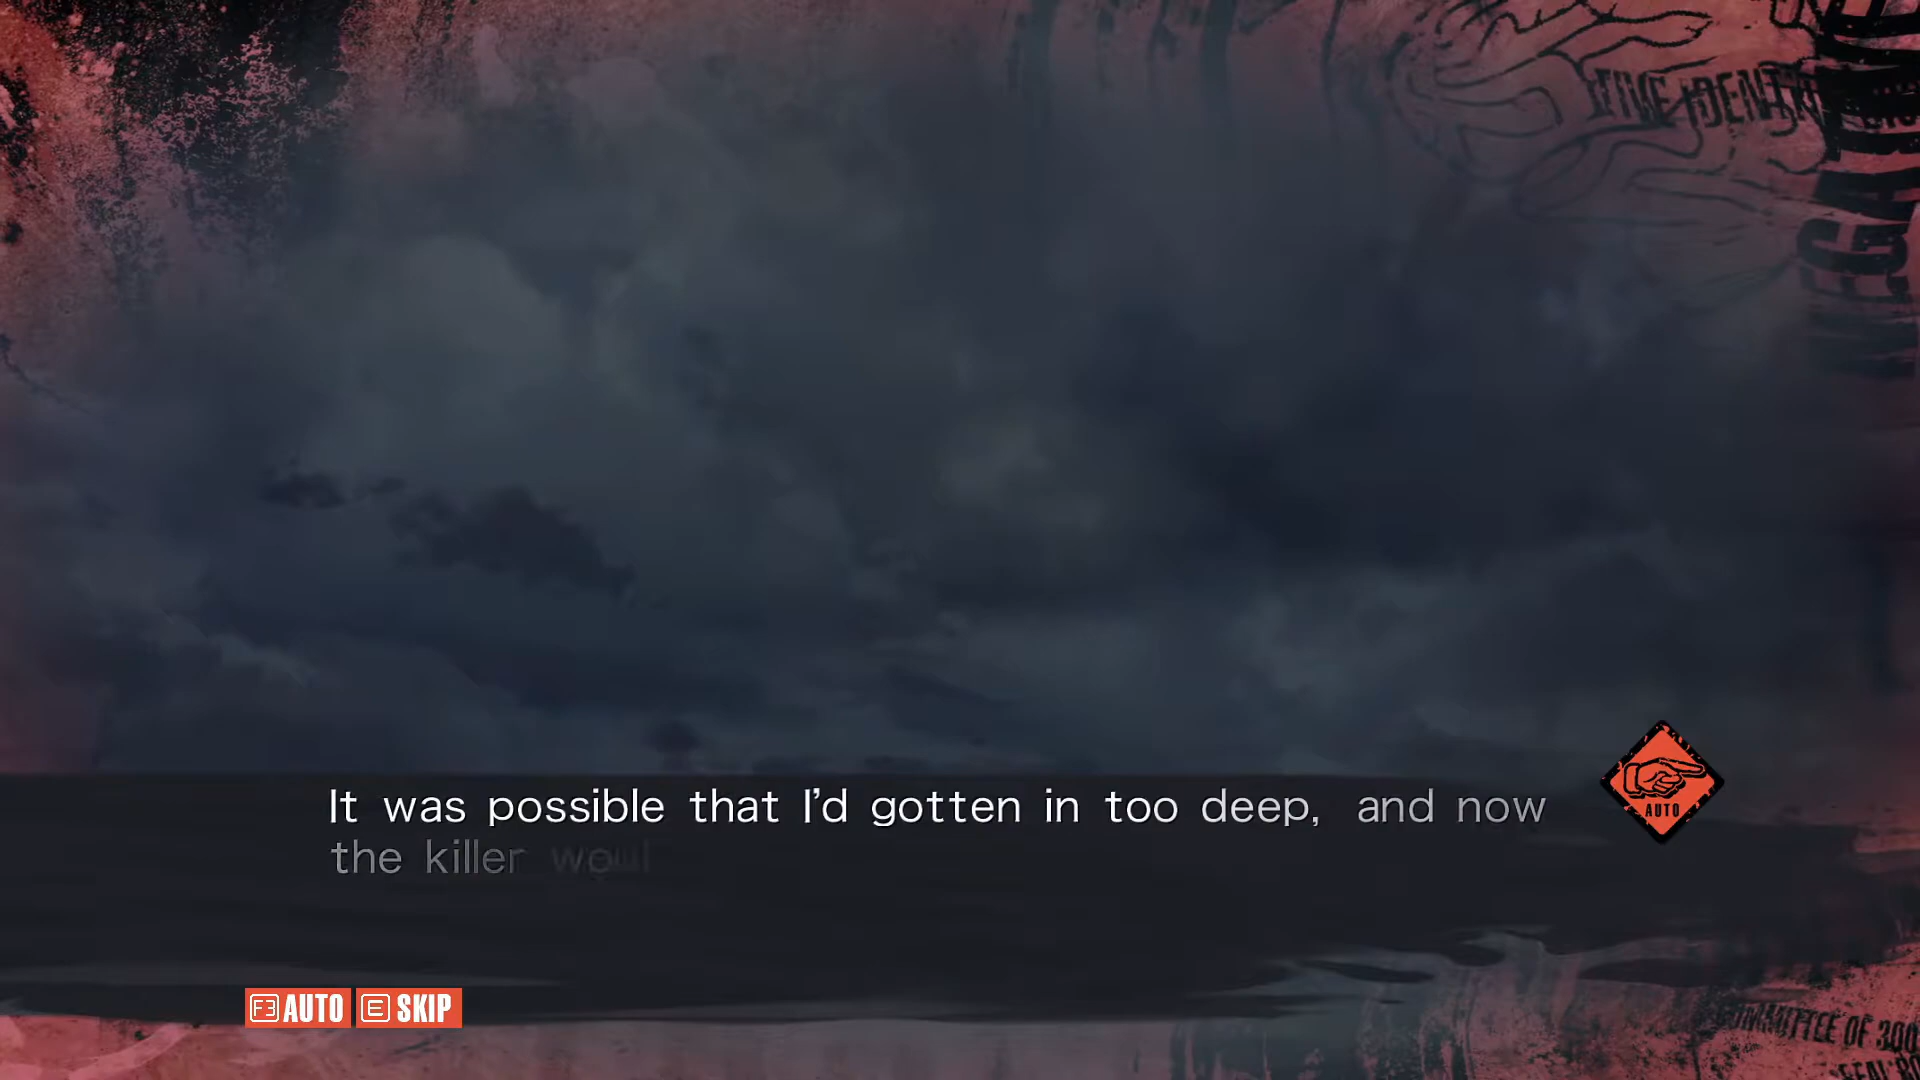 It was possible that I'd gotten in too deep, and now
the killer woul
AUTO
F3 AUTO E SKIP
COMMITTEE OF 300